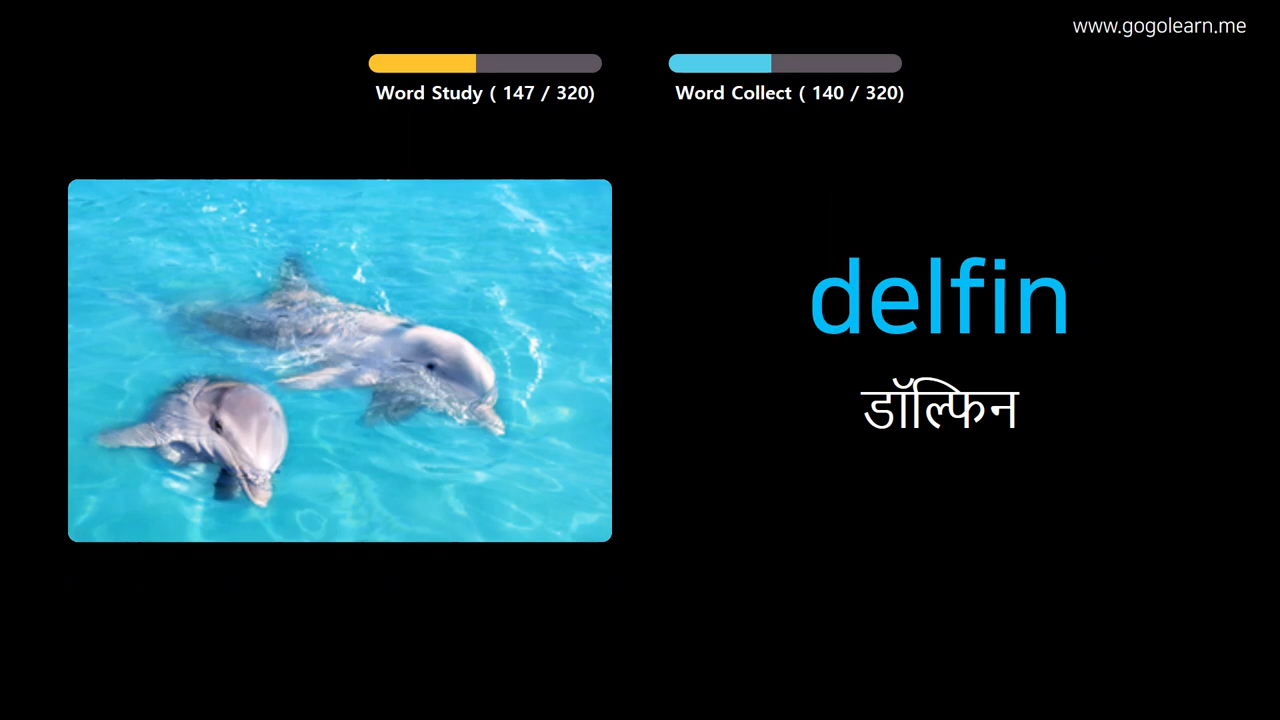 www.gogolearn.me
Word Study ( 147 / 320)
Word Collect ( 140 / 320)
delfin
डॉल्फिन